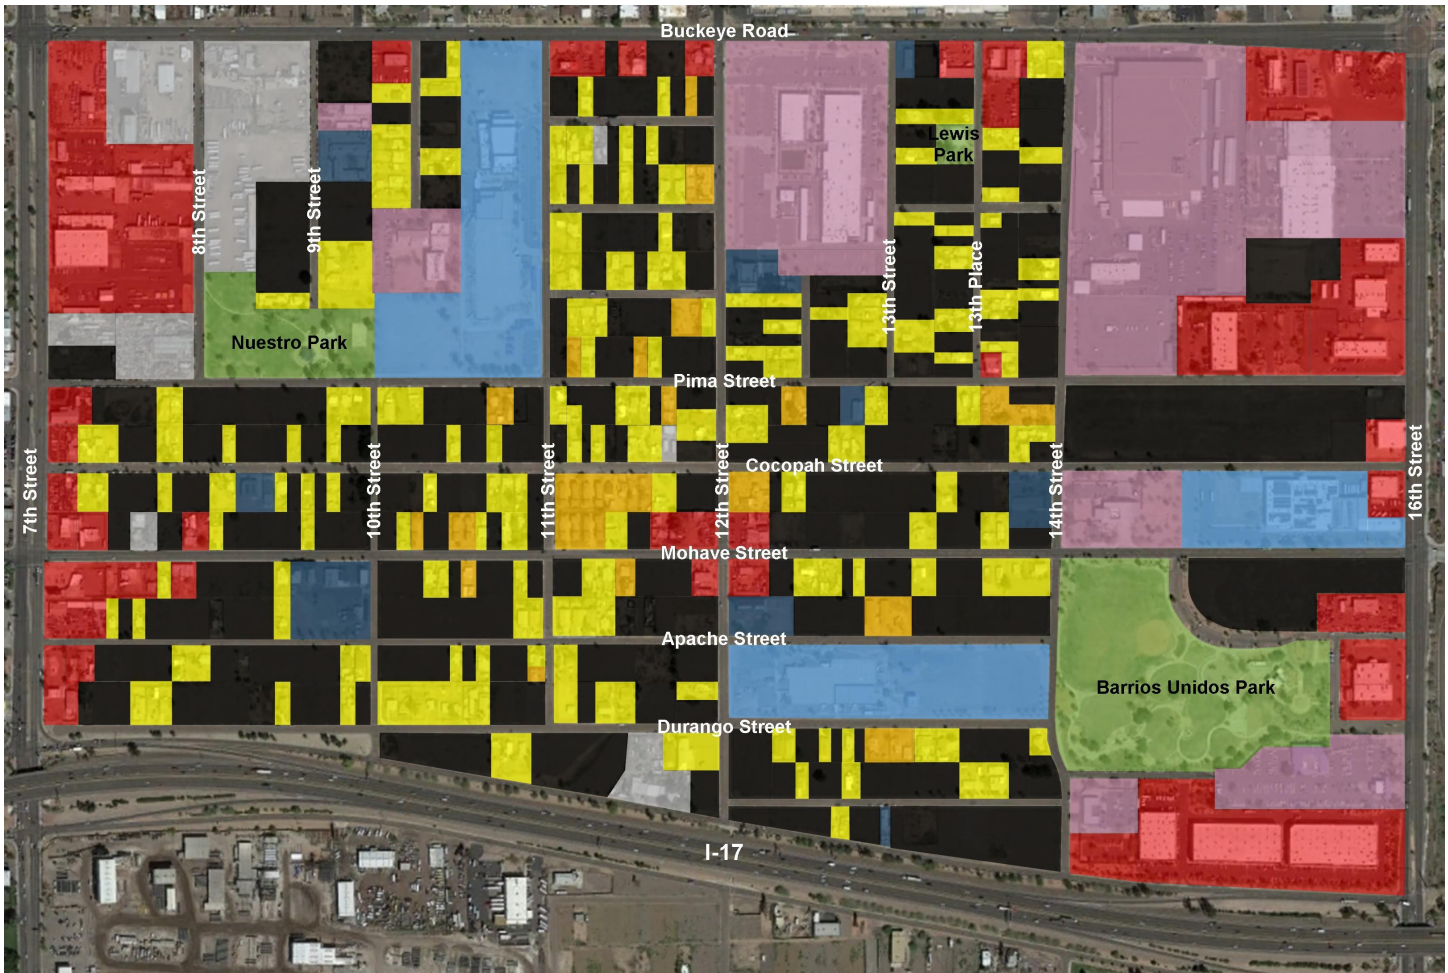 Buckeye Road
Lewis
Park
8th Street
9th Street
13th Street
13th Place
Nuestro Park
Pima Street
7th Street
10th Street
11th Street
12th Street
Cocopah Street
14th Street
16th Street
Mohave Street
Apache Street
Barrios Unidos Park
Durango Street
I-17